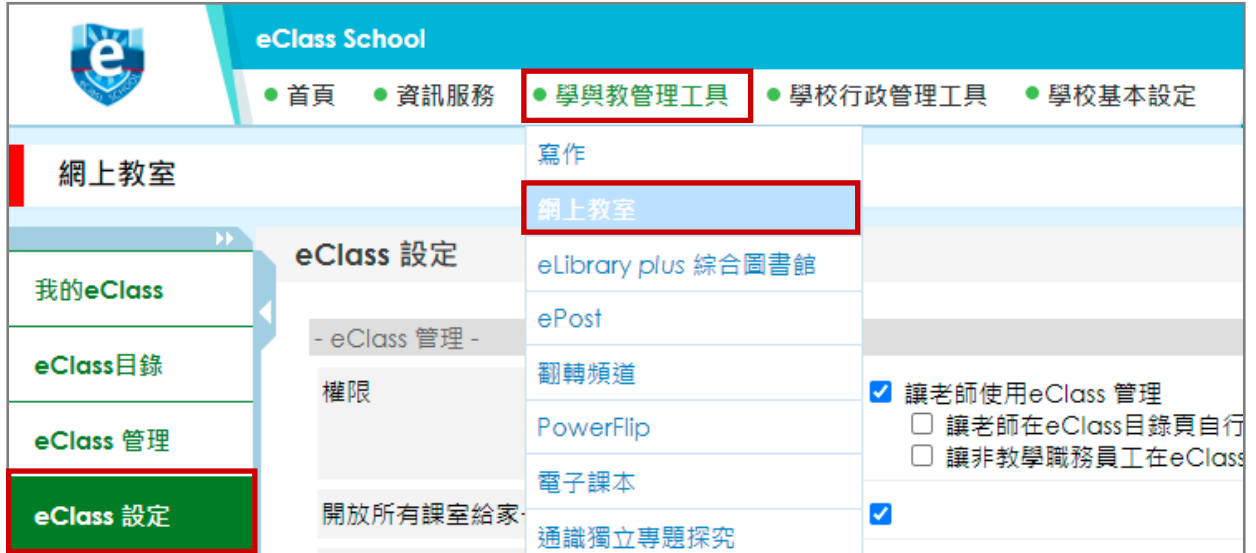 eClass School
首頁 資訊服務 學與教管理工具 學校行政管理工具 學校基本設定
網上教室
我的eClass
eClass目錄
eClass 管理
eClass 設定
寫作
網上教室
eLibrary plus 綜合圖書館
ePost
翻轉頻道
PowerFlip
電子課本
通識獨立專題探究
eClass 設定
- eClass 管理 -
權限
讓老師使用eClass 管理
讓老師在eClass目錄頁自行
讓非教學職務員工在eClass
開放所有課室給家